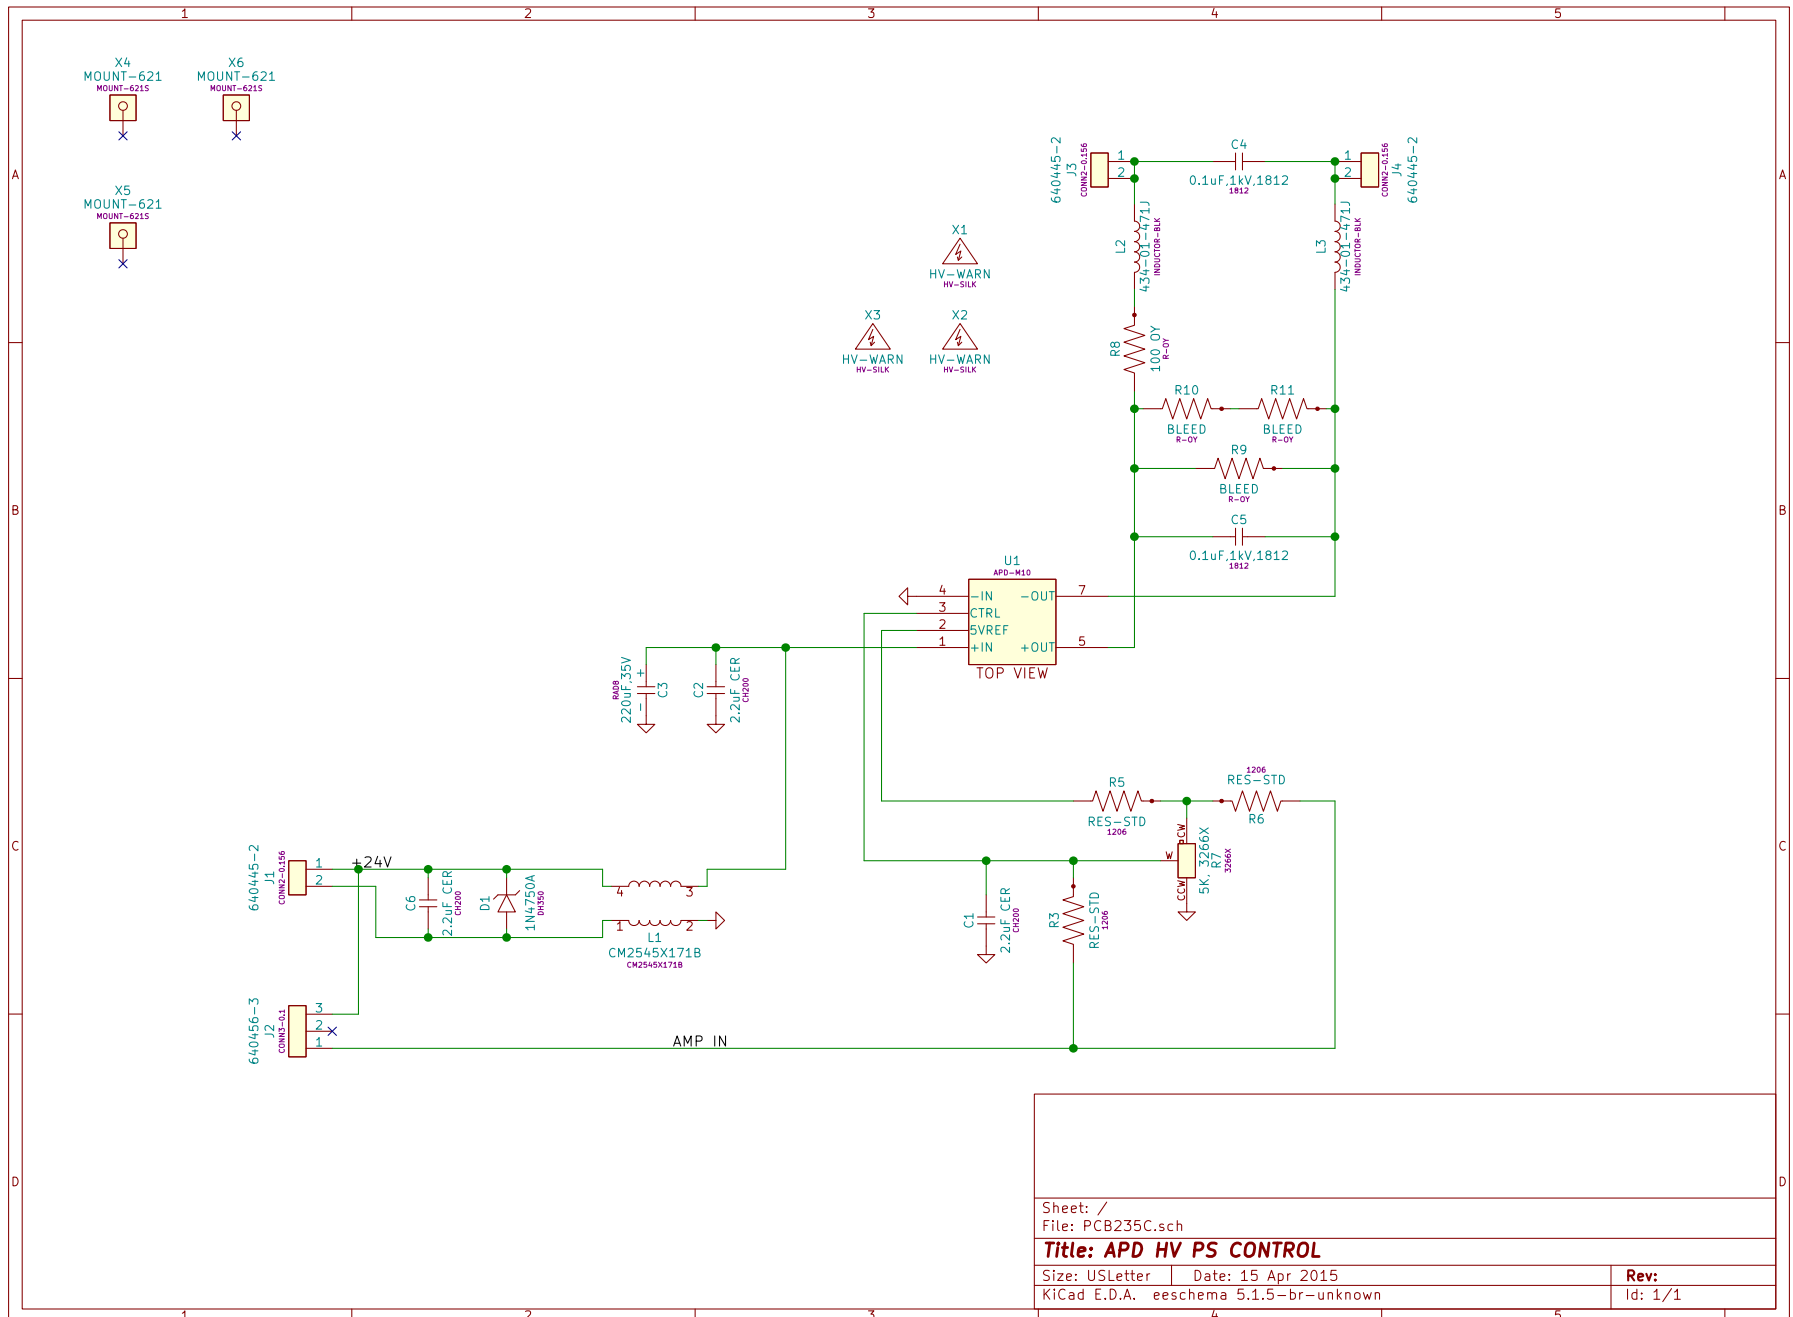 1 2 3 4 5
A
B
C
D
A
B
C
D
1 2 3 4 5
X4
MOUNT-621
MOUNT-621S
X6
MOUNT-621
MOUNT-621S
X5
MOUNT-621
MOUNT-621S
X1
HV-WARN
HV-SILK
X3
HV-WARN
HV-SILK
X2
HV-WARN
HV-SILK
640445-2
J3
CONN2-0.156
1
2
C4
0.1uF,1kV,1812
1812
1
2
CONN2-0.156
J4
640445-2
L2
434-01-471J
INDUCTOR-BLK
L3
434-01-471J
INDUCTOR-BLK
R8
100 OY
R-OY
R10
BLEED
R-OY
R11
BLEED
R-OY
R9
BLEED
R-OY
C5
0.1uF,1kV,1812
1812
U1
APD-M10
4 -IN
3 CTRL
2 5VREF
1 +IN
-OUT 7
+OUT 5
TOP VIEW
RAD8
220uF,35V
+
-
C3
C2
2.2uF CER
CH200
R5
RES-STD
1206
1206
RES-STD
R6
CW
W
CCW
5K, 3266X
R7
3266X
C1
2.2uF CER
CH200
R3
RES-STD
1206
640445-2
J1
CONN2-0.156
1
2
+24V
C6
2.2uF CER
CH200
D1
1N4750A
DH350
4 3
1 2
L1
CM2545X171B
CM2545X171B
640456-3
J2
CONN3-0.1
3
2
1
AMP IN
Sheet: /
File: PCB235C.sch
Title: APD HV PS CONTROL
Size: USLetter Date: 15 Apr 2015 Rev:
KiCad E.D.A. eeschema 5.1.5-br-unknown Id: 1/1